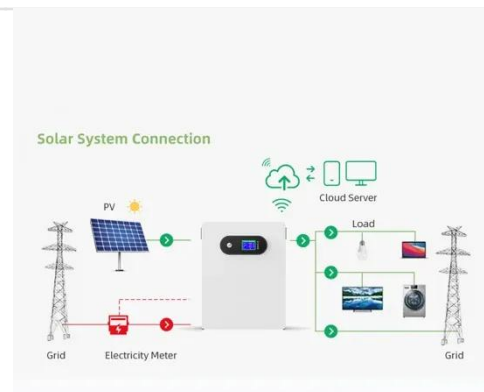 Solar System Connection
PV
Cloud Server
Load
Grid
Electricity Meter
Grid